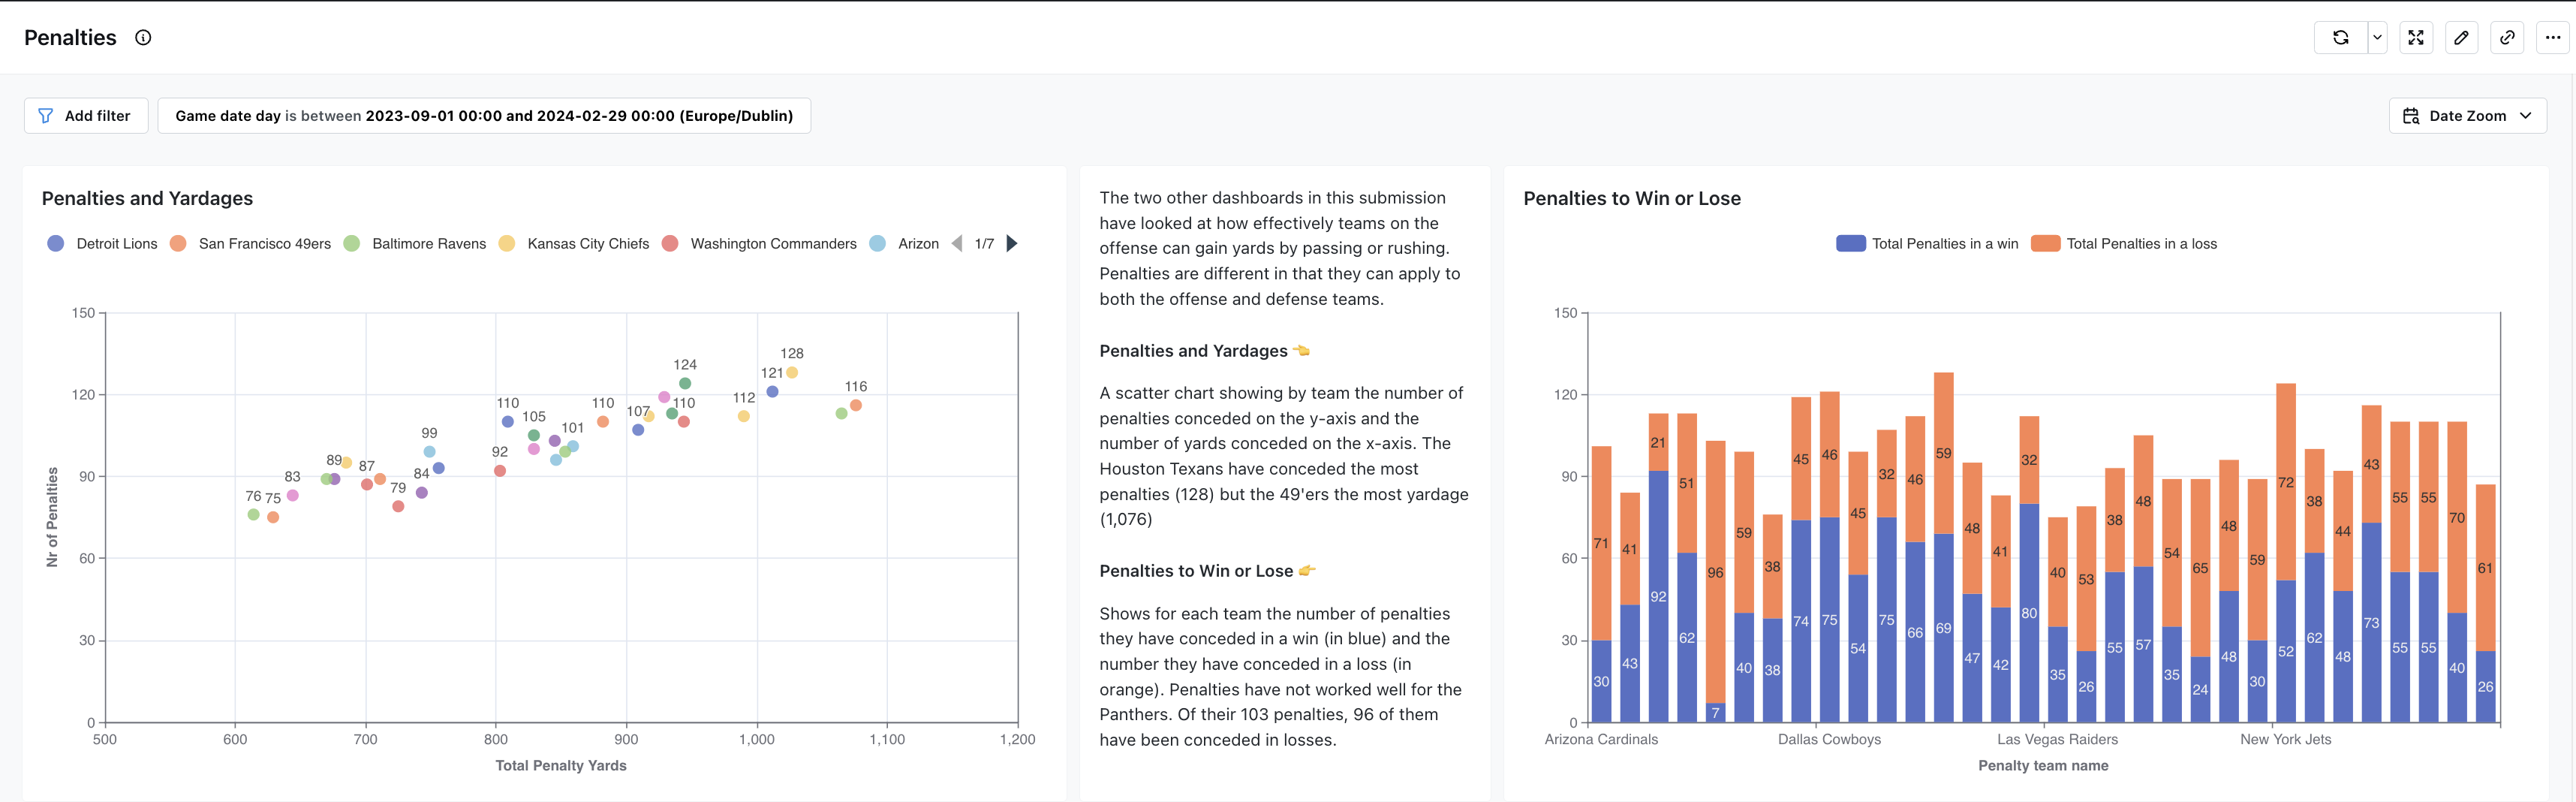 Penalties
Add filter
Game date day is between 2023-09-01 00:00 and 2024-02-29 00:00 (Europe/Dublin)
Date Zoom
Penalties and Yardages
Detroit Lions San Francisco 49ers Baltimore Ravens Kansas City Chiefs Washington Commanders Arizon 1/7
150
120
90
60
30
0
Nr of Penalties
76 75 83 89 87 79 84 99 92 110 105 101 110 107 124 110 112 121 128 116
500 600 700 800 900 1,000 1,100 1,200
Total Penalty Yards
The two other dashboards in this submission
have looked at how effectively teams on the
offense can gain yards by passing or rushing.
Penalties are different in that they can apply to
both the offense and defense teams.
Penalties and Yardages 👈
A scatter chart showing by team the number of
penalties conceded on the y-axis and the
number of yards conceded on the x-axis. The
Houston Texans have conceded the most
penalties (128) but the 49'ers the most yardage
(1,076)
Penalties to Win or Lose 👉
Shows for each team the number of penalties
they have conceded in a win (in blue) and the
number they have conceded in a loss (in
orange). Penalties have not worked well for the
Panthers. Of their 103 penalties, 96 of them
have been conceded in losses.
Penalties to Win or Lose
Total Penalties in a win Total Penalties in a loss
150
120
90
60
30
0
71 41 21 51 96 59 38 45 46 45 32 46 59 48 41 32 40 53 38 48 54 65 48 59 72 38 44 43 55 55 70 61
30 43 92 62 7 40 38 74 75 54 75 66 69 47 42 80 35 26 55 57 35 24 48 30 52 62 48 73 55 55 40 26
Arizona Cardinals Dallas Cowboys Las Vegas Raiders New York Jets
Penalty team name